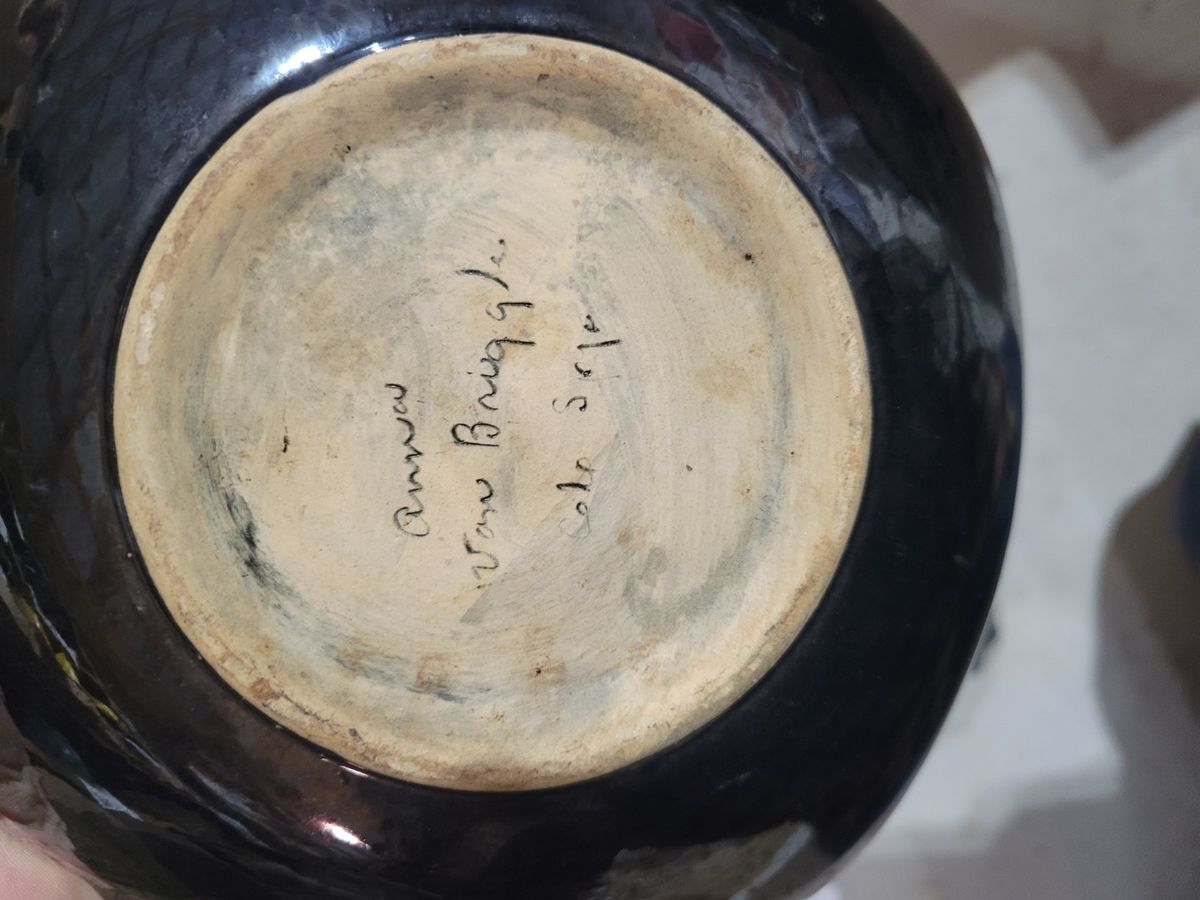 anna
Van Briggle
Colo Spgs